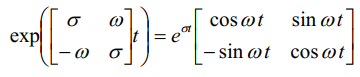 exp([σ ω; −ω σ]t) = e^{σt}[cos ωt sin ωt; −sin ωt cos ωt]